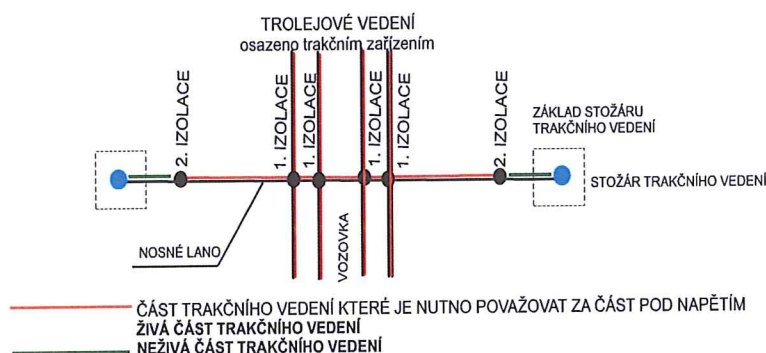 TROLEJOVÉ VEDENÍ
osazeno trakčním zařízením
2. IZOLACE
1. IZOLACE
1. IZOLACE
1. IZOLACE
1. IZOLACE
2. IZOLACE
ZÁKLAD STOŽÁRU
TRAKČNÍHO VEDENÍ
STOŽÁR TRAKČNÍHO VEDENÍ
NOSNÉ LANO
VOZOVKA
ČÁST TRAKČNÍHO VEDENÍ KTERÉ JE NUTNO POVAŽOVAT ZA ČÁST POD NAPĚTÍM
ŽIVÁ ČÁST TRAKČNÍHO VEDENÍ
NEŽIVÁ ČÁST TRAKČNÍHO VEDENÍ